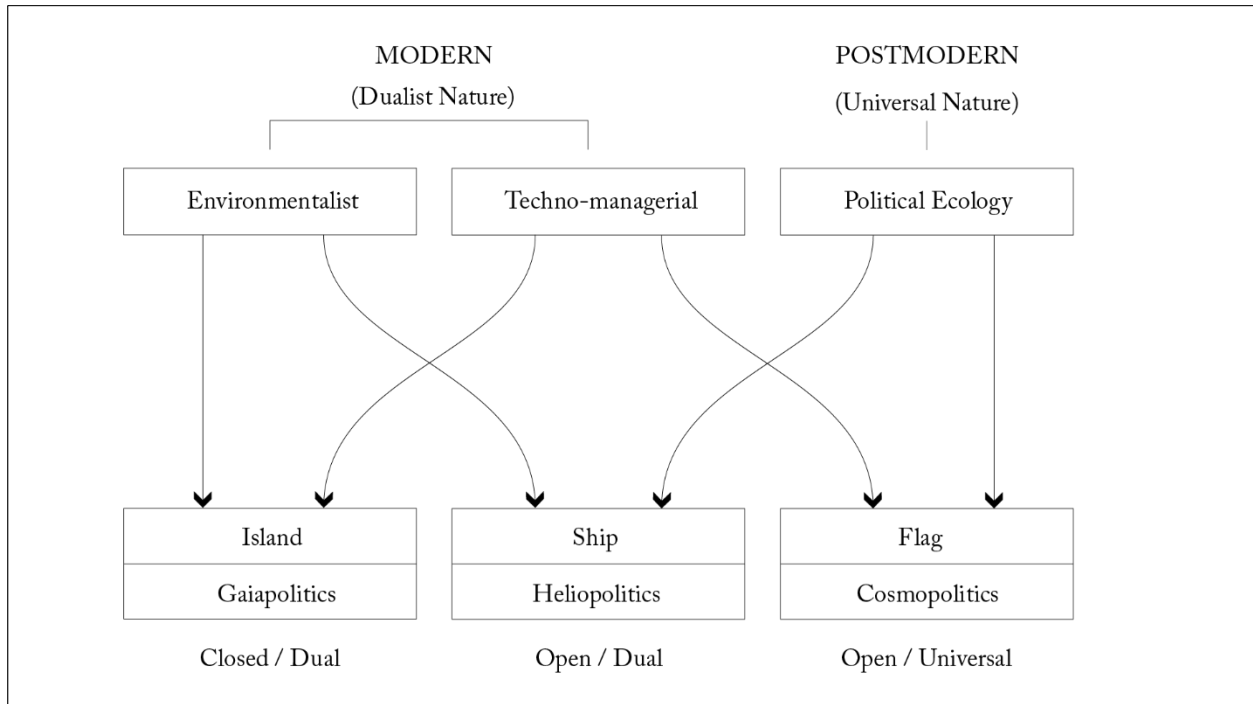 MODERN
(Dualist Nature)
POSTMODERN
(Universal Nature)
Environmentalist
Techno-managerial
Political Ecology
Island
Ship
Flag
Gaiapolitics
Heliopolitics
Cosmopolitics
Closed / Dual
Open / Dual
Open / Universal